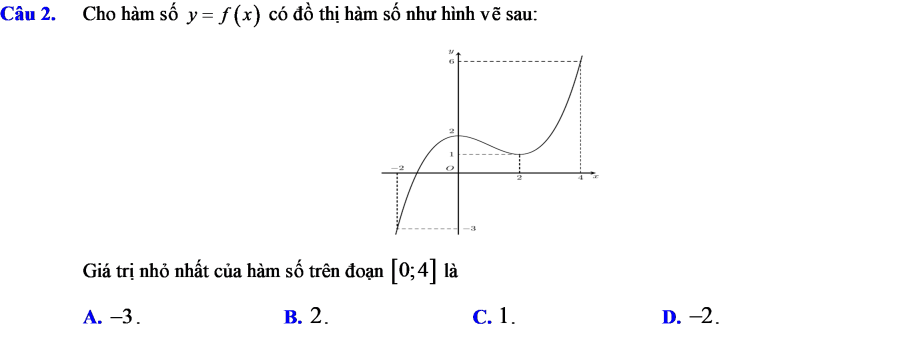 Câu 2. Cho hàm số y = f(x) có đồ thị hàm số như hình vẽ sau:
y
6
2
1
-2 O 2 4 x
-3
Giá trị nhỏ nhất của hàm số trên đoạn [0;4] là
A. –3. B. 2. C. 1. D. –2.